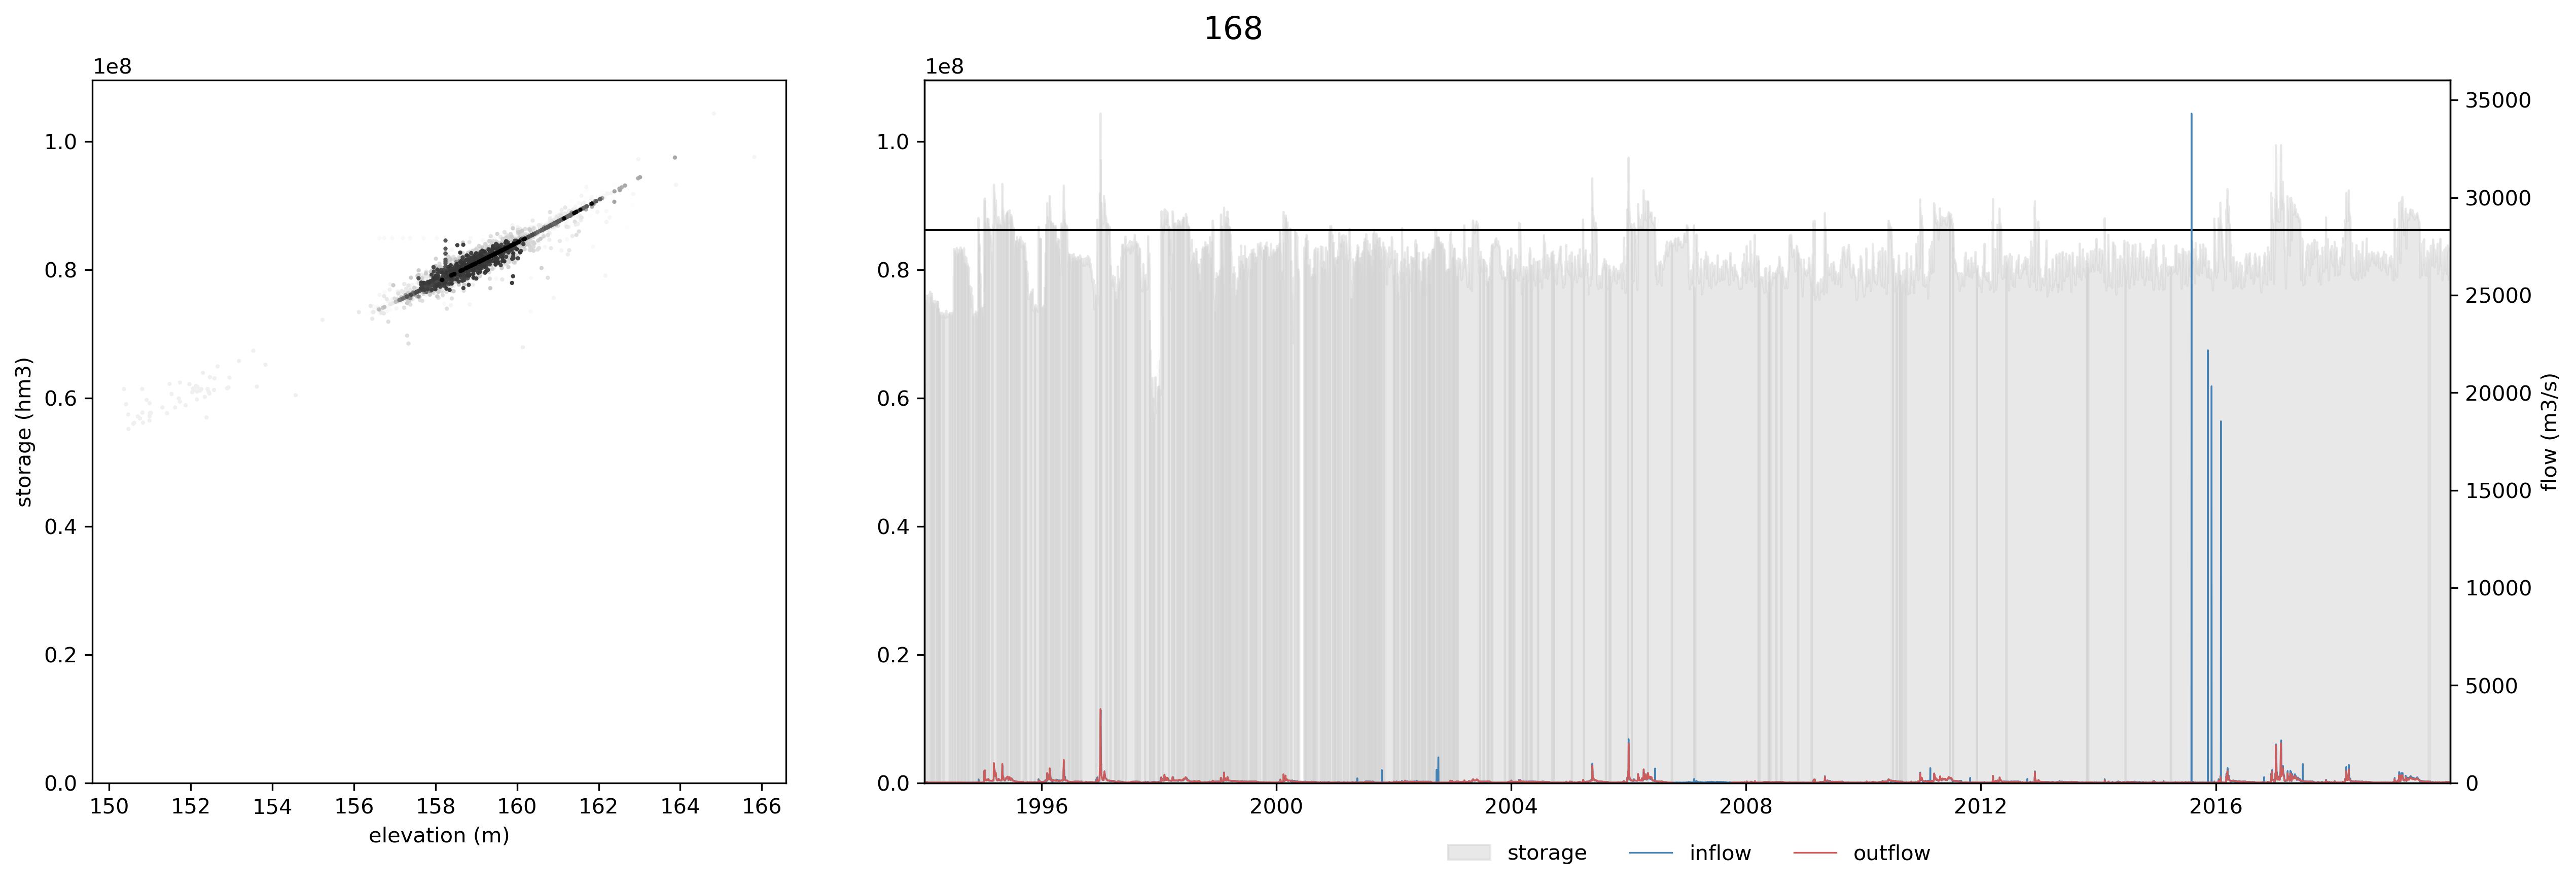 168
1e8
1.0
0.8
0.6
0.4
0.2
0.0
storage (hm3)
150 152 154 156 158 160 162 164 166
elevation (m)
1e8
1.0
0.8
0.6
0.4
0.2
0.0
1996 2000 2004 2008 2012 2016
35000
30000
25000
20000
15000
10000
5000
0
flow (m3/s)
storage inflow outflow